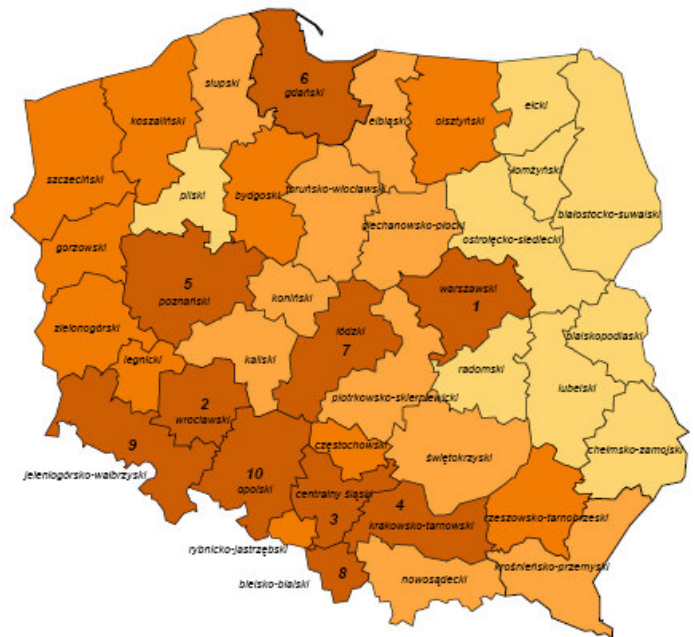 słupski
6
gdański
ełcki
koszaliński
elbląski
olsztyński
szczeciński
łomżyński
pilski
bydgoski
toruńsko-włocławski
białostocko-suwalski
ciechanowsko-płocki
ostrołęcko-siedlecki
gorzowski
5
poznański
koniński
warszawski
1
zielonogórski
łódzki
7
bialskopodlaski
legnicki
kaliski
radomski
lubelski
2
wrocławski
piotrkowsko-skierniewicki
9
częstochowski
świętokrzyski
chełmsko-zamojski
jeleniogórsko-wałbrzyski
10
opolski
centralny śląski
3
4
krakowsko-tarnowski
rzeszowsko-tarnobrzeski
rybnicko-jastrzębski
bielsko-bialski
8
nowosądecki
krośnieńsko-przemyski